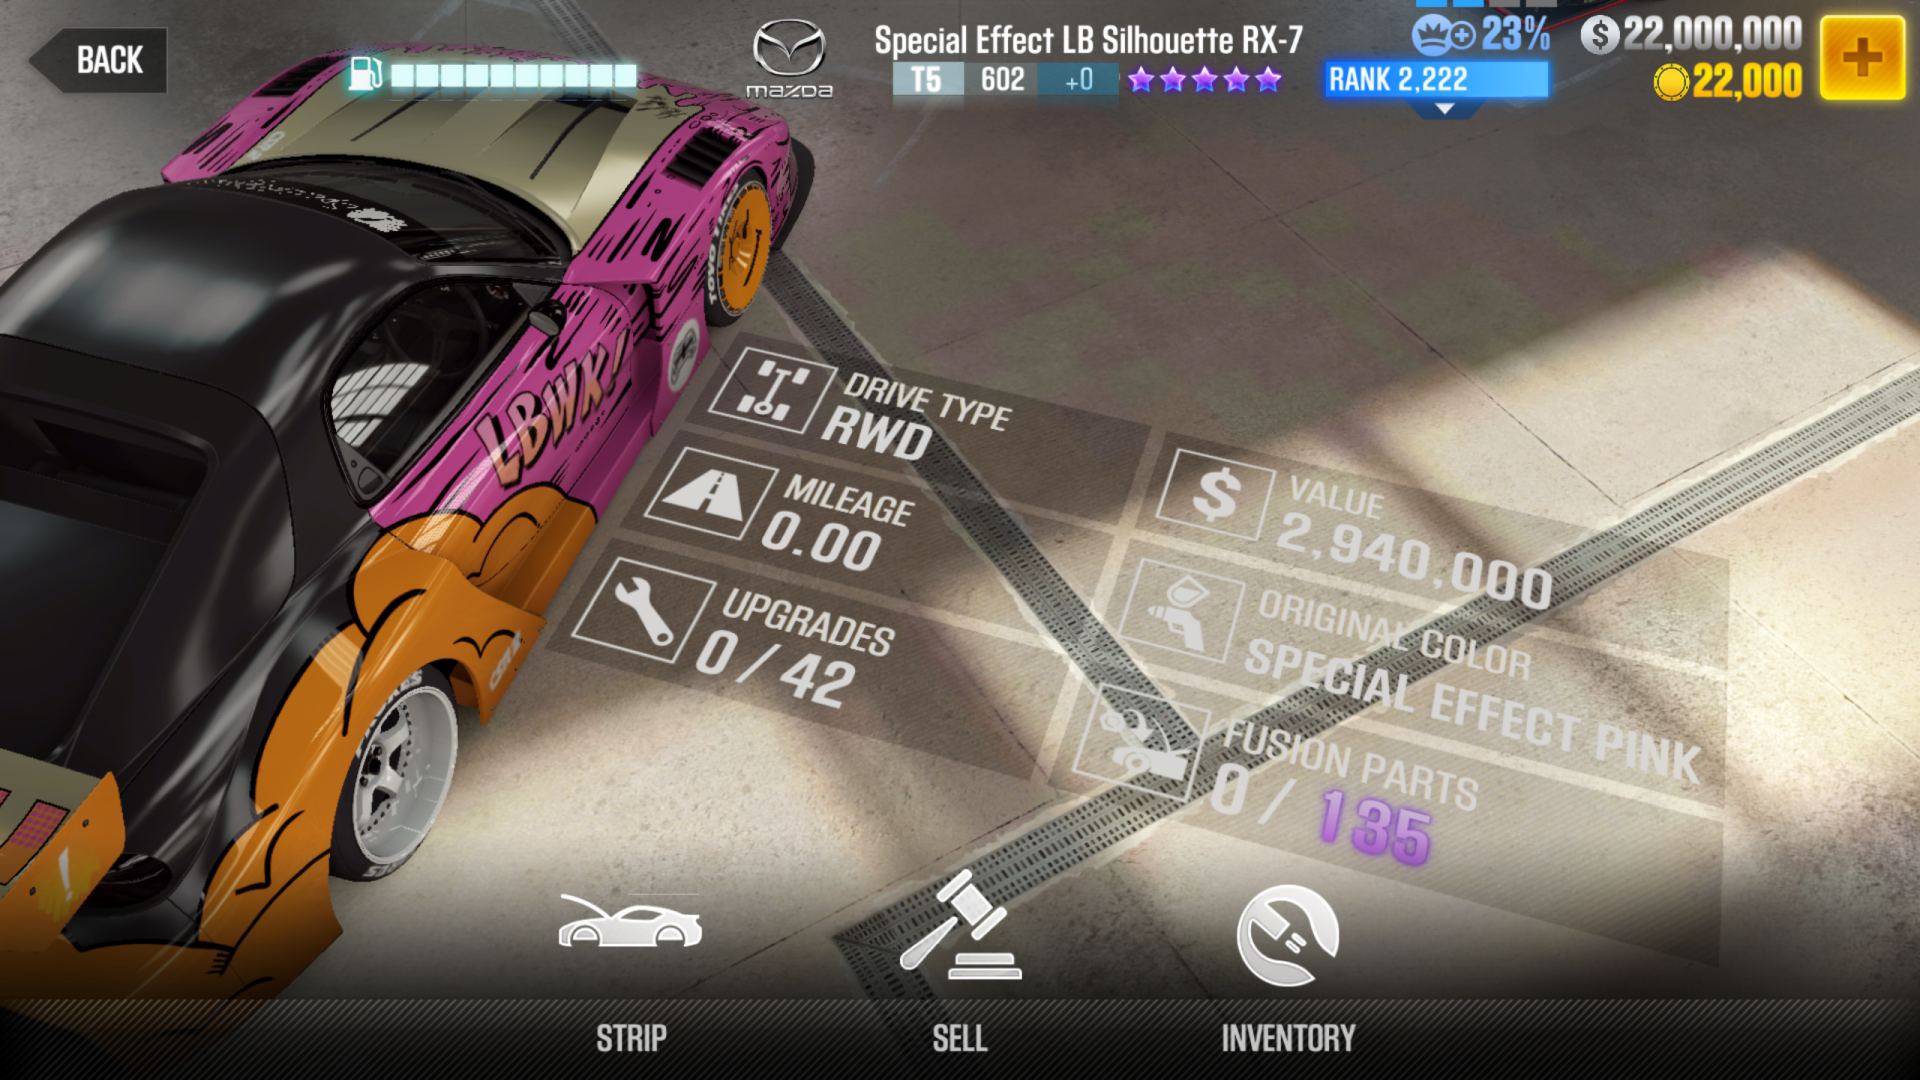 BACK
mazda
Special Effect LB Silhouette RX-7
T5 602 +0
23%
RANK 2,222
$ 22,000,000
22,000
TOYO TIRES
LBWK!
DRIVE TYPE
RWD
MILEAGE
0.00
UPGRADES
0 / 42
VALUE
2,940,000
ORIGINAL COLOR
SPECIAL EFFECT PINK
FUSION PARTS
0 / 135
STRIP
SELL
INVENTORY